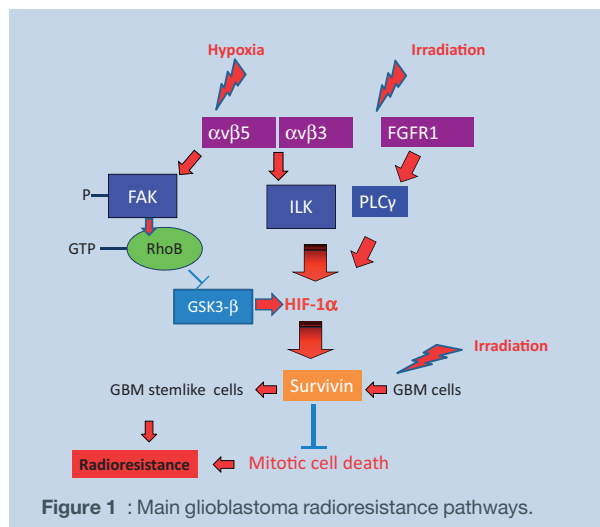 Hypoxia
Irradiation
αvβ5
αvβ3
FGFR1
P
FAK
ILK
PLCγ
GTP
RhoB
GSK3-β
HIF-1α
Irradiation
GBM stemlike cells
Survivin
GBM cells
Radioresistance
Mitotic cell death
Figure 1 : Main glioblastoma radioresistance pathways.